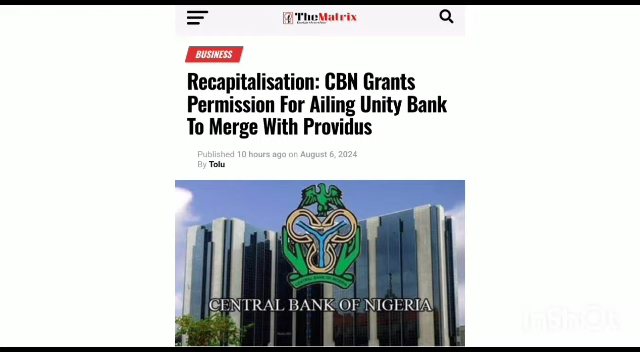 TheMatrix
BUSINESS
Recapitalisation: CBN Grants
Permission For Ailing Unity Bank
To Merge With Providus
Published 10 hours ago on August 6, 2024
By Tolu
CENTRAL BANK OF NIGERIA
InShOt